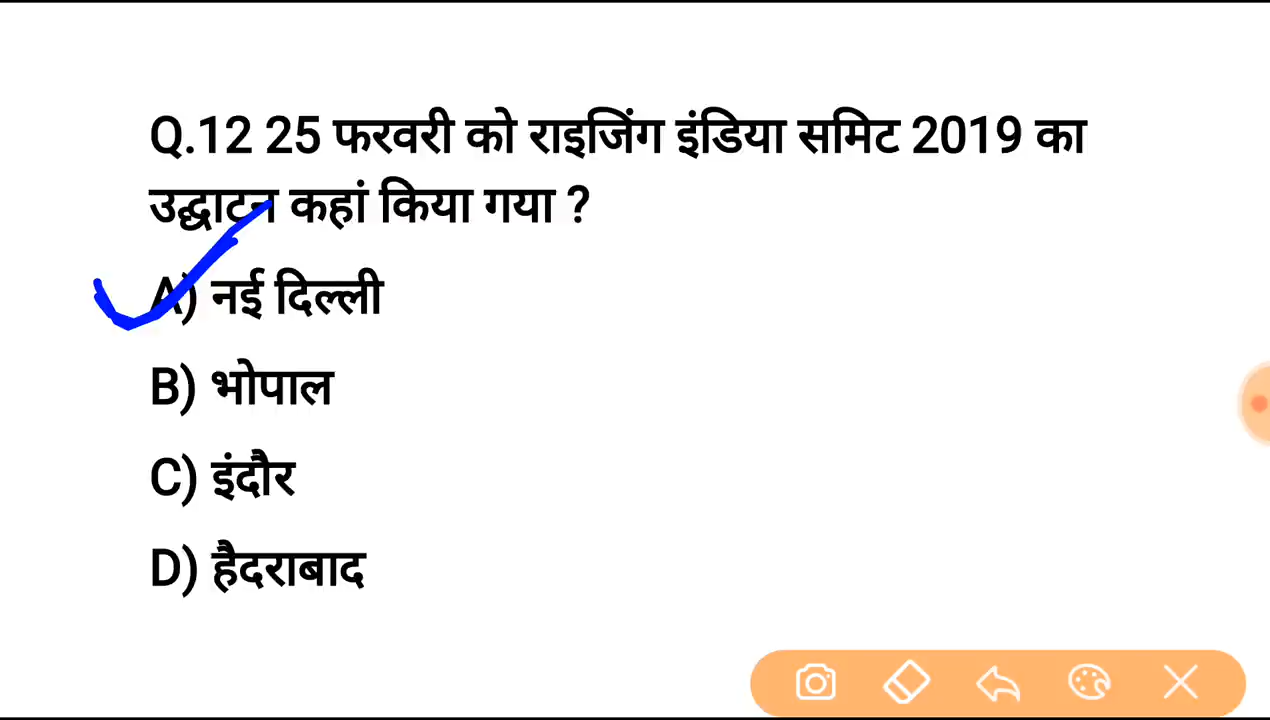 Q.12 25 फरवरी को राइजिंग इंडिया समिट 2019 का
उद्घाटन कहां किया गया ?
A) नई दिल्ली
B) भोपाल
C) इंदौर
D) हैदराबाद